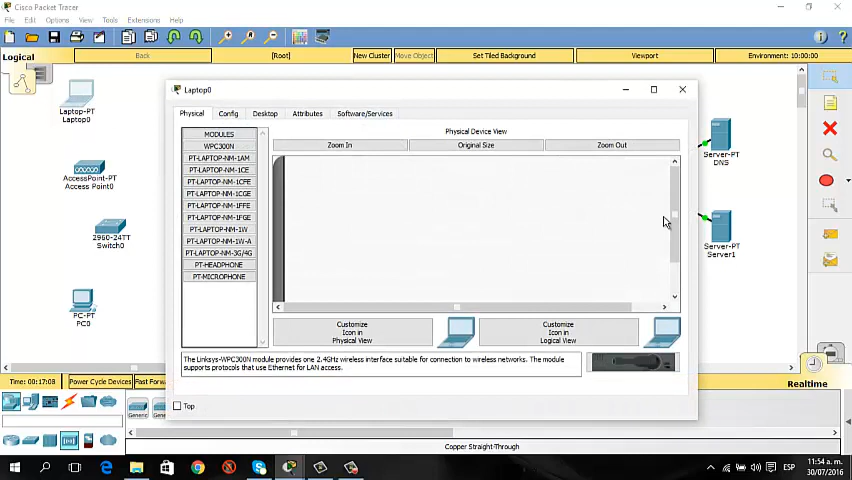 Cisco Packet Tracer
File Edit Options View Tools Extensions Help
Logical
Back
[Root]
New Cluster
Move Object
Set Tiled Background
Viewport
Environment: 10:00:00
Laptop-PT
Laptop0
AccessPoint-PT
AccessPoint0
2960-24TT
Switch0
PC-PT
PC0
Laptop0
Physical Config Desktop Attributes Software/Services
MODULES
WPC300N
PT-LAPTOP-NM-1AM
PT-LAPTOP-NM-1CE
PT-LAPTOP-NM-1CFE
PT-LAPTOP-NM-1CGE
PT-LAPTOP-NM-1FFE
PT-LAPTOP-NM-1FGE
PT-LAPTOP-NM-1W
PT-LAPTOP-NM-1W-A
PT-LAPTOP-NM-3G/4G
PT-HEADPHONE
PT-MICROPHONE
Physical Device View
Zoom In
Original Size
Zoom Out
Customize
Icon in
Physical View
Customize
Icon in
Logical View
The Linksys-WPC300N module provides one 2.4GHz wireless interface suitable for connection to wireless networks. The module
supports protocols that use Ethernet for LAN access.
Top
Server-PT
DNS
Server-PT
Server1
Time: 00:17:08
Power Cycle Devices
Realtime
Generic
Copper Straight-Through
ESP
11:54 a. m.
30/07/2016